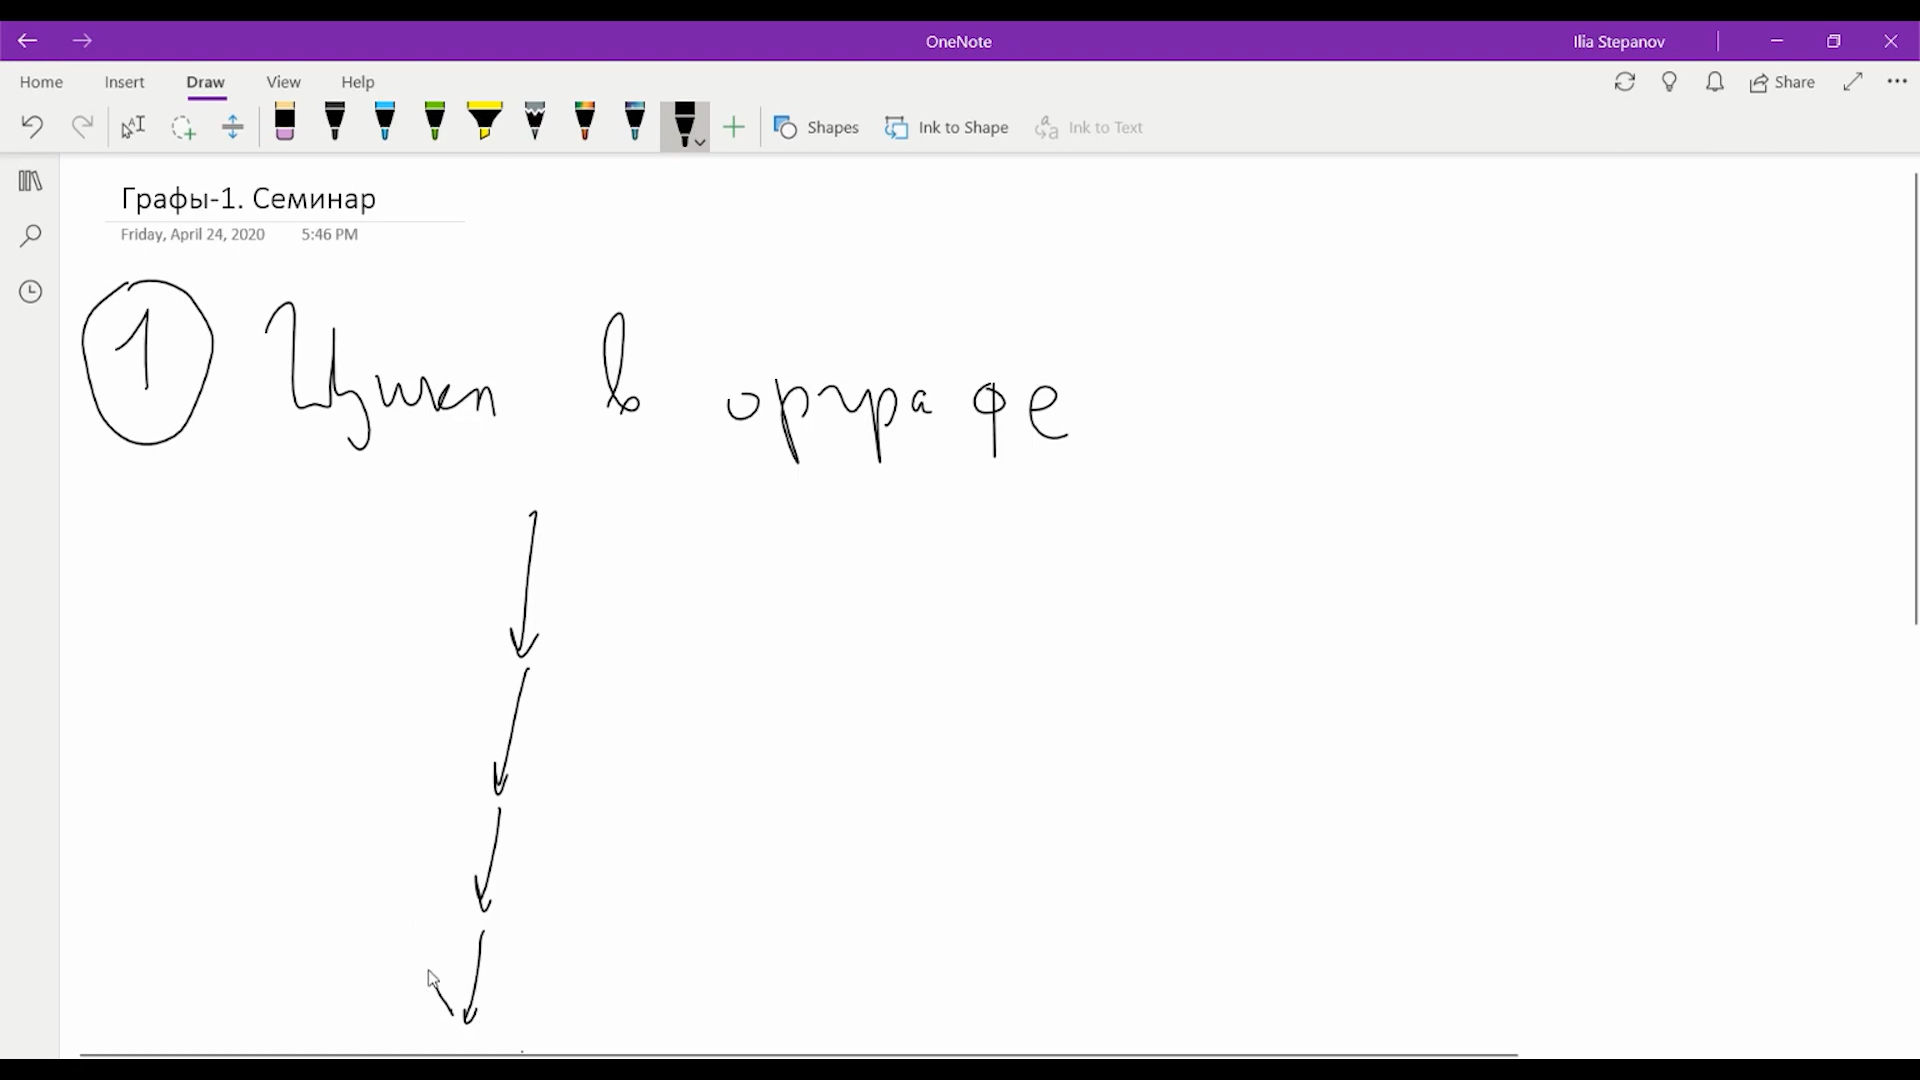 OneNote
Ilia Stepanov
Home Insert Draw View Help
Share
Shapes Ink to Shape Ink to Text
Графы-1. Семинар
Friday, April 24, 2020 5:46 PM
1 Цикл в орграфе